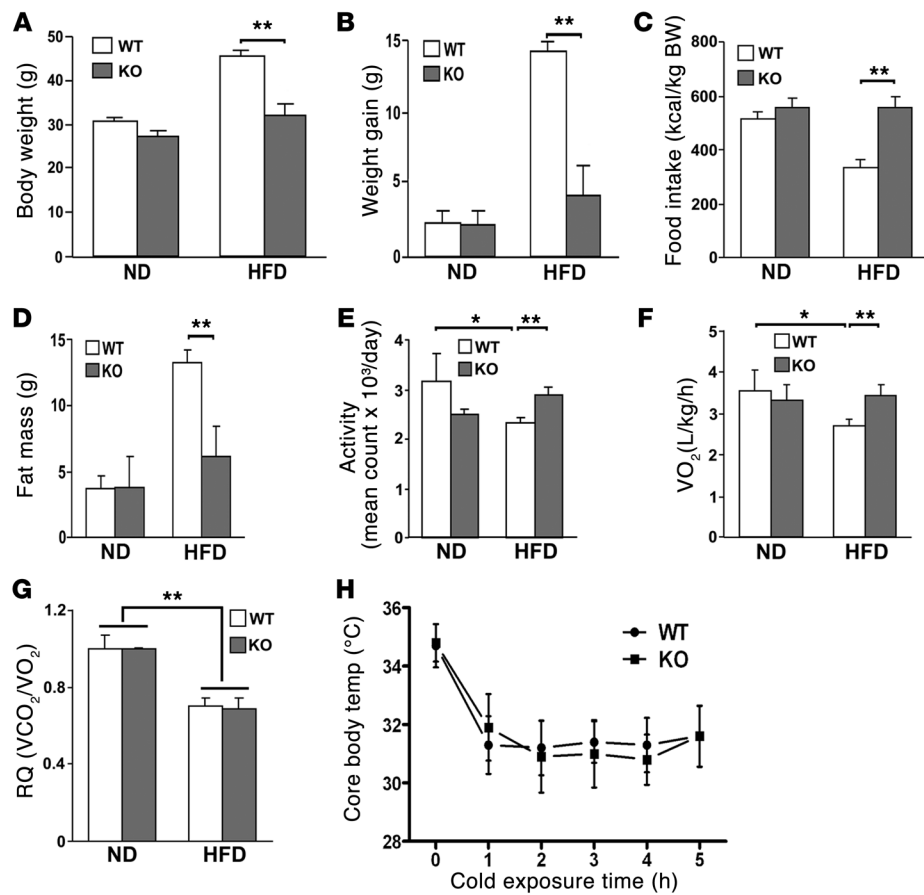 A
Body weight (g)
50
40
30
20
10
0
**
WT
KO
ND HFD
B
Weight gain (g)
15
10
5
0
**
WT
KO
ND HFD
C
Food intake (kcal/kg BW)
800
600
400
200
0
WT
KO
**
ND HFD
D
Fat mass (g)
15
10
5
0
WT
KO
**
ND HFD
E
Activity
(mean count x 10³/day)
4
3
2
1
0
* **
WT
KO
ND HFD
F
VO₂(L/kg/h)
5
4
3
2
1
0
* **
WT
KO
ND HFD
G
RQ (VCO₂/VO₂)
1.2
0.8
0.4
0
**
WT
KO
ND HFD
H
Core body temp (°C)
36
34
32
30
28
WT
KO
0 1 2 3 4 5
Cold exposure time (h)